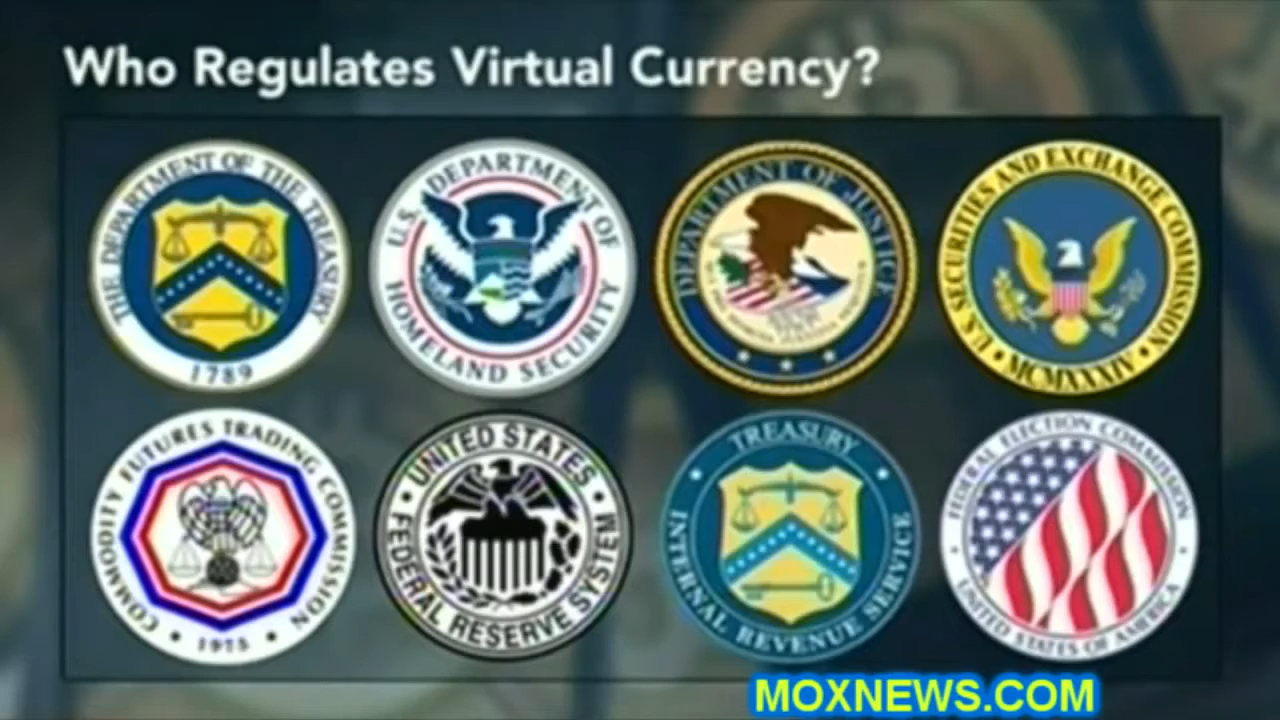 Who Regulates Virtual Currency?
THE DEPARTMENT OF THE TREASURY
1789
U.S. DEPARTMENT OF
HOMELAND SECURITY
DEPARTMENT OF JUSTICE
U.S. SECURITIES AND EXCHANGE COMMISSION
MCMXXXIV
COMMODITY FUTURES TRADING COMMISSION
1975
UNITED STATES
FEDERAL RESERVE SYSTEM
TREASURY
INTERNAL REVENUE SERVICE
FEDERAL ELECTION COMMISSION
UNITED STATES OF AMERICA
MOXNEWS.COM